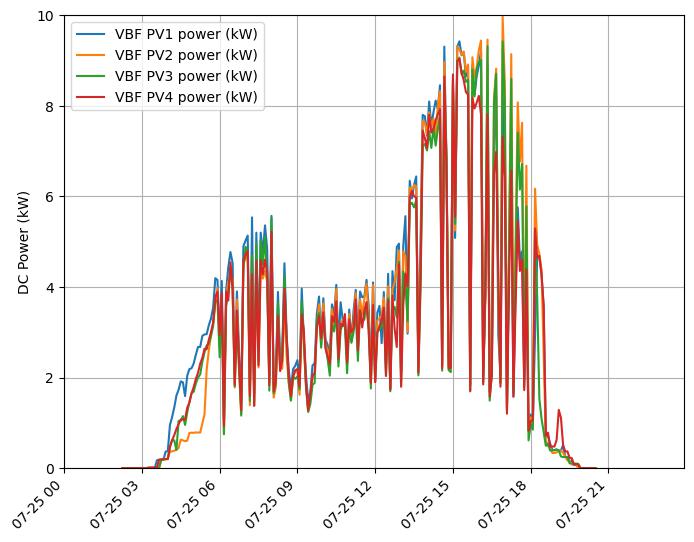 VBF PV1 power (kW)
VBF PV2 power (kW)
VBF PV3 power (kW)
VBF PV4 power (kW)
DC Power (kW)
10
8
6
4
2
0
07-25 00
07-25 03
07-25 06
07-25 09
07-25 12
07-25 15
07-25 18
07-25 21